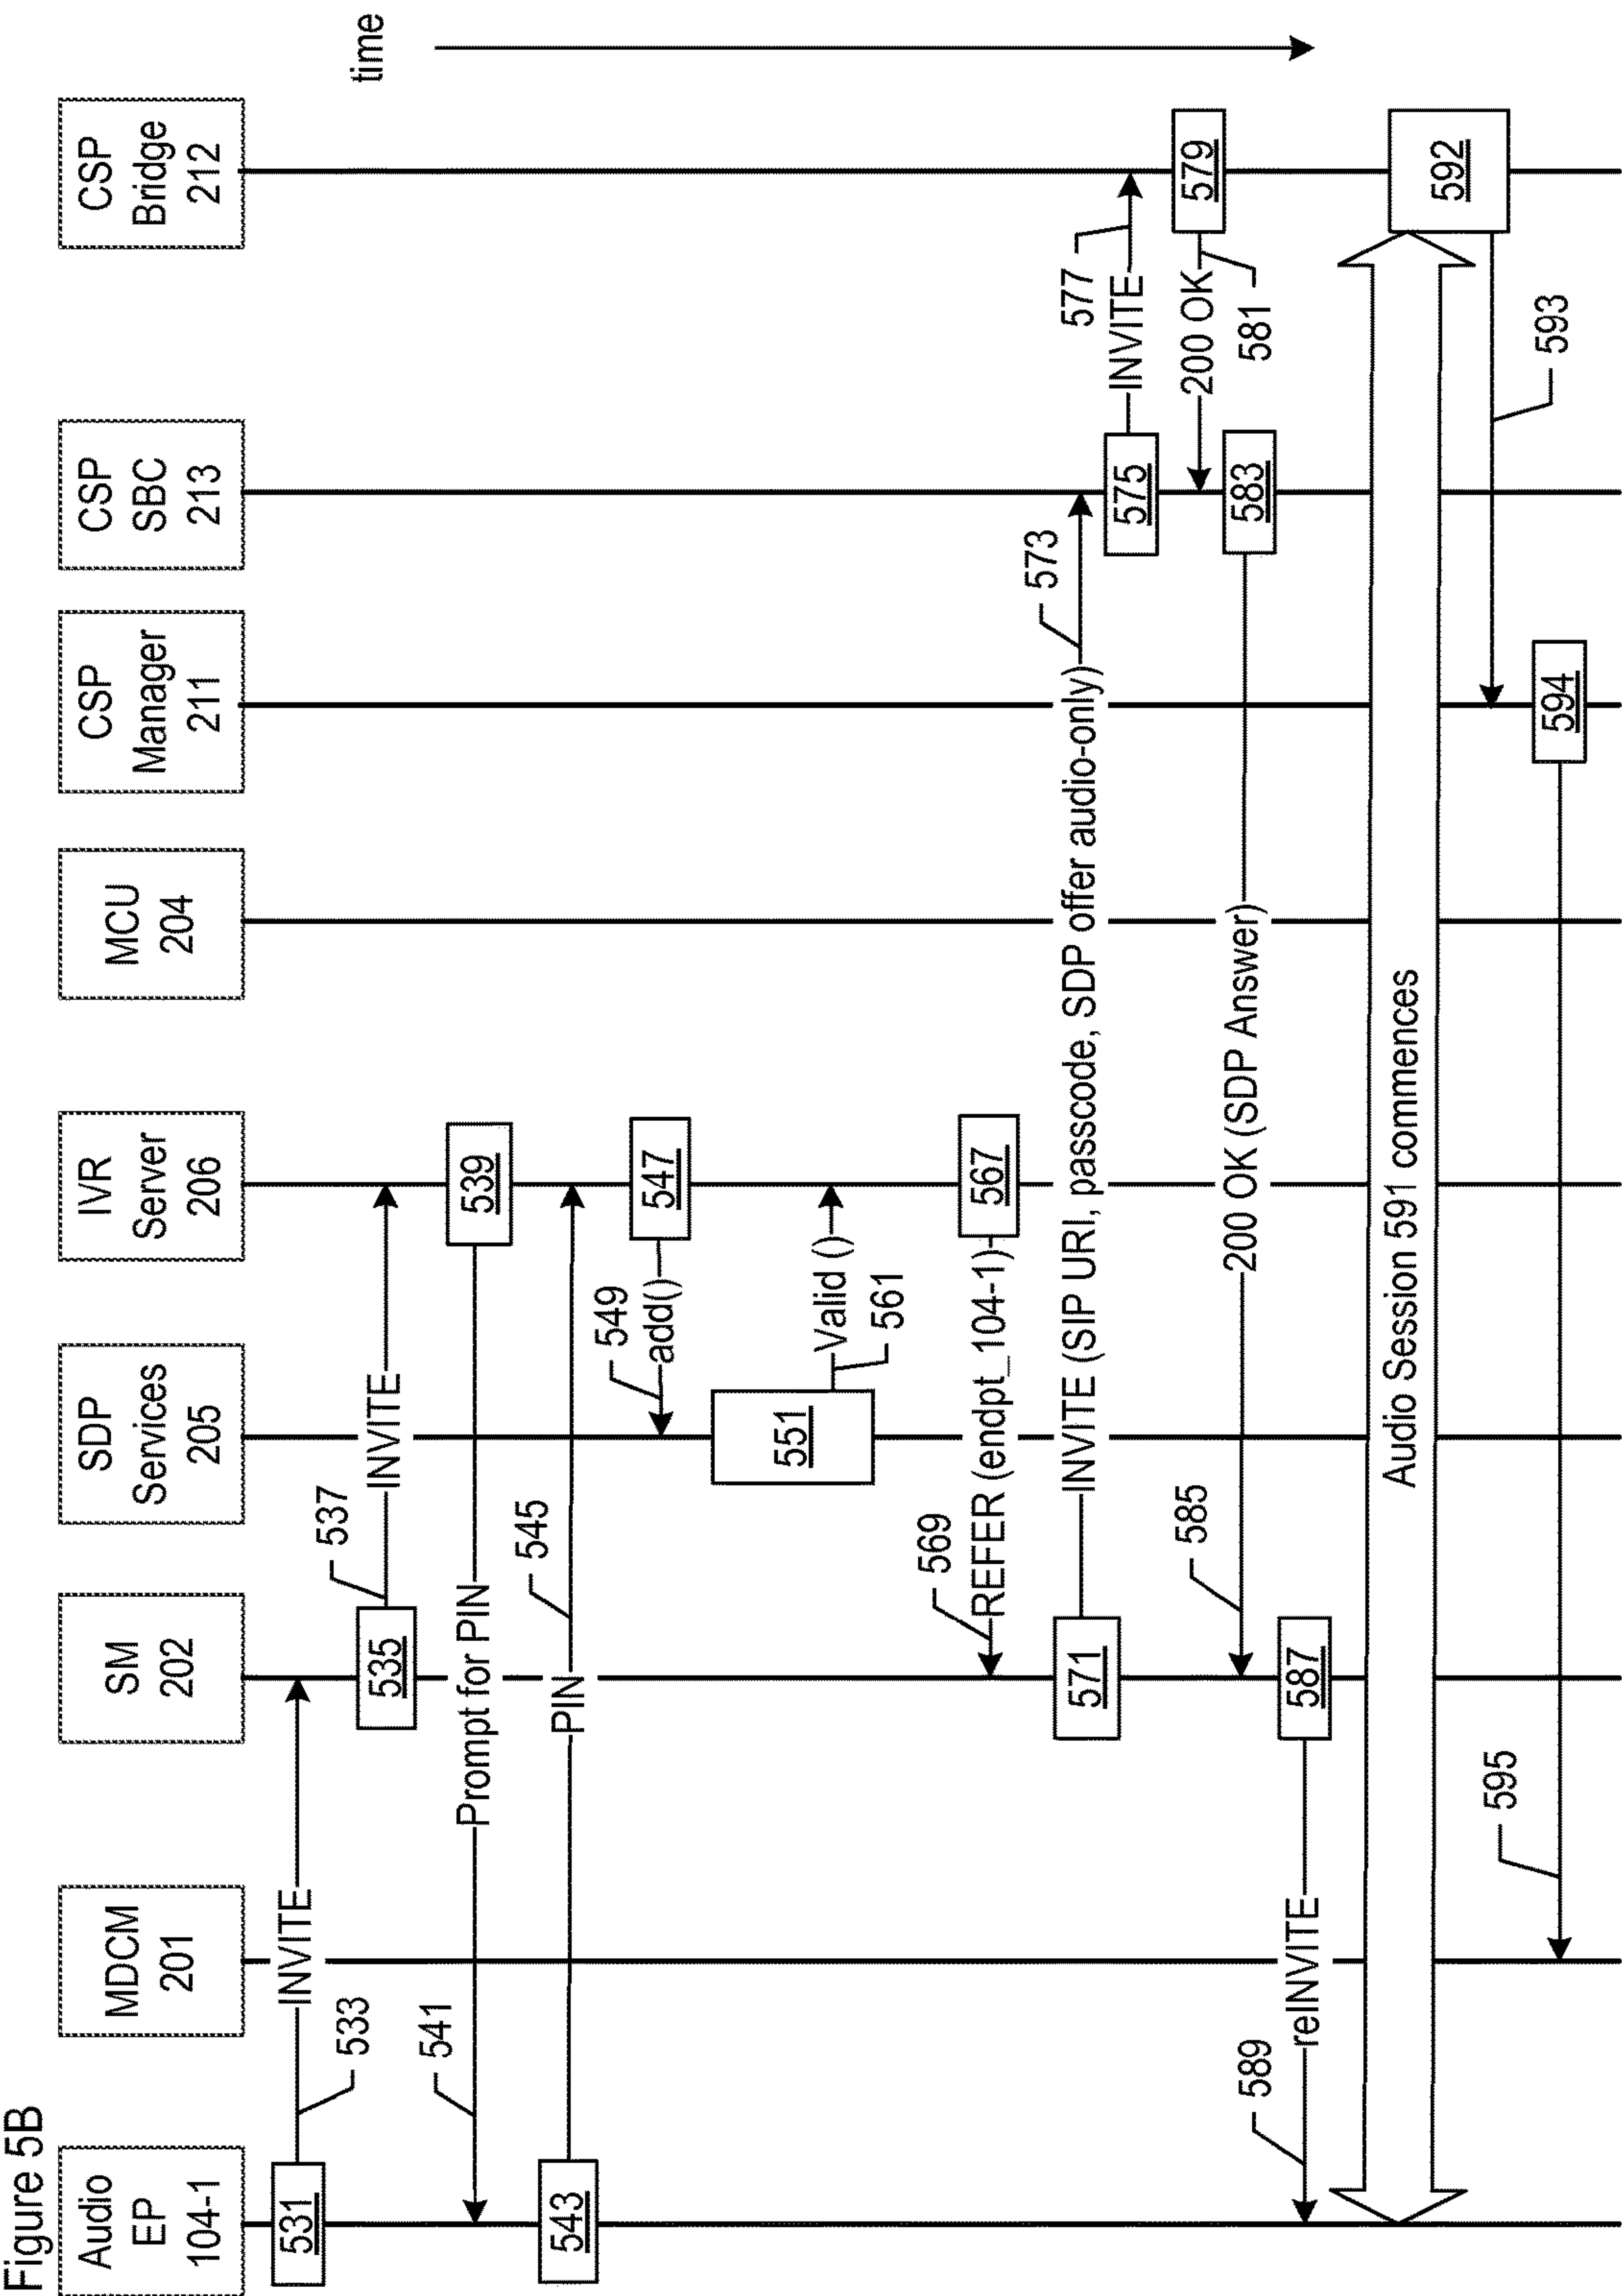 Figure 5B
Audio
EP
104-1
MDCM
201
SM
202
SDP
Services
205
IVR
Server
206
MCU
204
CSP
Manager
211
CSP
SBC
213
CSP
Bridge
212
time
531
INVITE
533
535
537
INVITE
539
Prompt for PIN
541
543
PIN
545
547
549
add()
551
Valid ()
561
567
569
REFER (endpt_104-1)
571
INVITE (SIP URI, passcode, SDP offer audio-only)
573
575
577
INVITE
579
200 OK
581
583
200 OK (SDP Answer)
585
587
reINVITE
589
Audio Session 591 commences
592
593
594
595